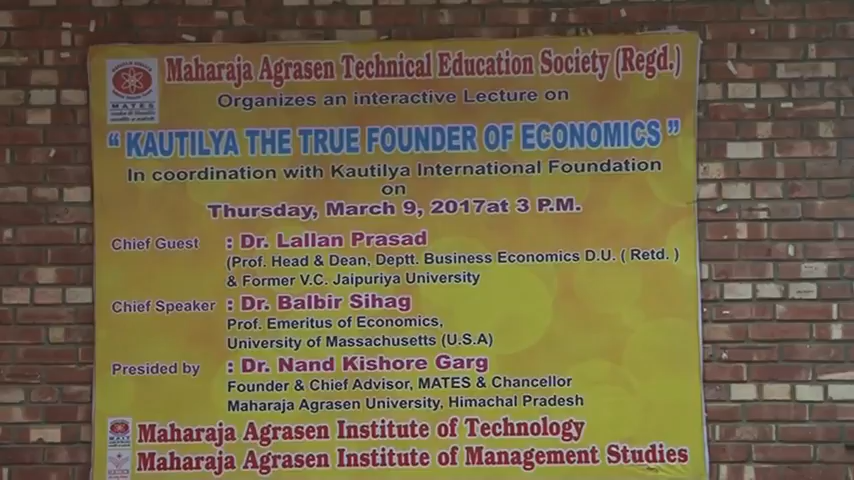 Maharaja Agrasen Technical Education Society (Regd.)
MATES
Organizes an interactive Lecture on
" KAUTILYA THE TRUE FOUNDER OF ECONOMICS "
In coordination with Kautilya International Foundation
on
Thursday, March 9, 2017at 3 P.M.
Chief Guest : Dr. Lallan Prasad
(Prof. Head & Dean, Deptt. Business Economics D.U. ( Retd. )
& Former V.C. Jaipuriya University
Chief Speaker : Dr. Balbir Sihag
Prof. Emeritus of Economics,
University of Massachusetts (U.S.A)
Presided by : Dr. Nand Kishore Garg
Founder & Chief Advisor, MATES & Chancellor
Maharaja Agrasen University, Himachal Pradesh
Maharaja Agrasen Institute of Technology
Maharaja Agrasen Institute of Management Studies